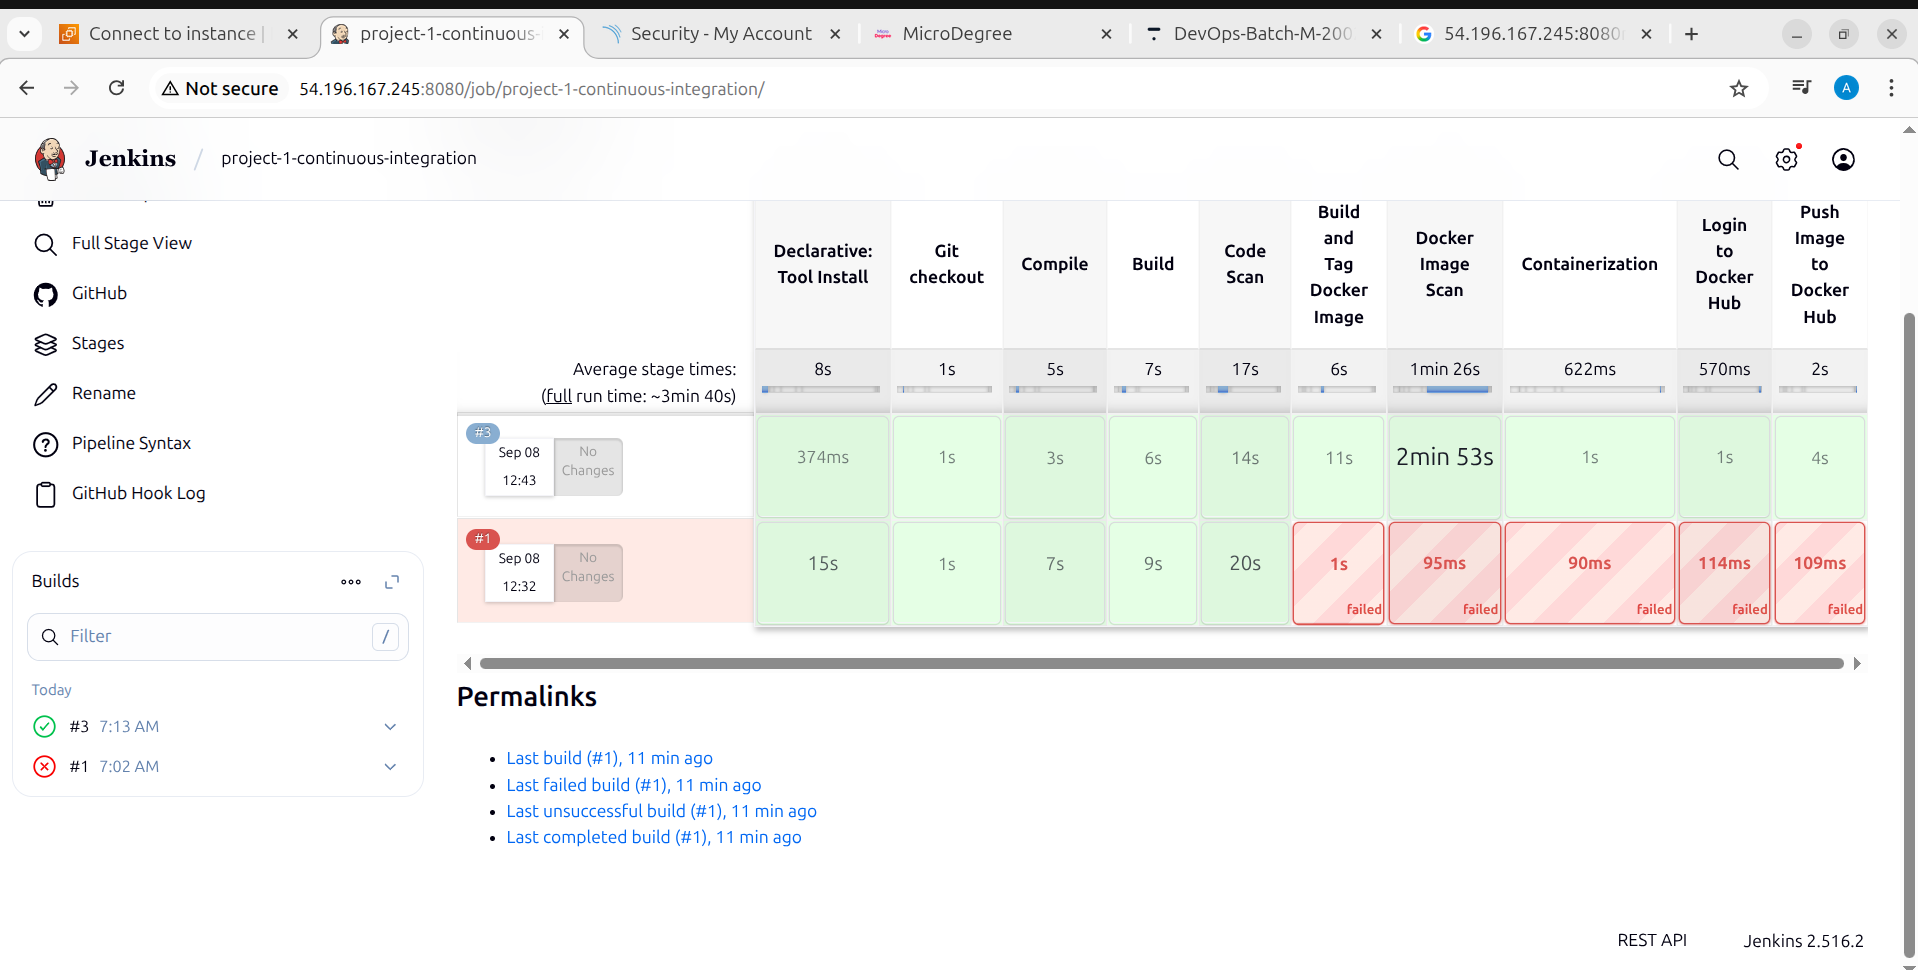 Connect to instance |
project-1-continuous-
Security - My Account
MicroDegree
DevOps-Batch-M-200
54.196.167.245:8080
Not secure
54.196.167.245:8080/job/project-1-continuous-integration/
A
Jenkins / project-1-continuous-integration
Full Stage View
GitHub
Stages
Rename
Pipeline Syntax
GitHub Hook Log
Builds
Filter
/
Today
#3 7:13 AM
#1 7:02 AM
Declarative:
Tool Install
Git
checkout
Compile
Build
Code
Scan
Build
and
Tag
Docker
Image
Docker
Image
Scan
Containerization
Login
to
Docker
Hub
Push
Image
to
Docker
Hub
Average stage times:
(full run time: ~3min 40s)
8s
1s
5s
7s
17s
6s
1min 26s
622ms
570ms
2s
#3
Sep 08
12:43
No
Changes
374ms
1s
3s
6s
14s
11s
2min 53s
1s
1s
4s
#1
Sep 08
12:32
No
Changes
15s
1s
7s
9s
20s
1s
failed
95ms
failed
90ms
failed
114ms
failed
109ms
failed
Permalinks
Last build (#1), 11 min ago
Last failed build (#1), 11 min ago
Last unsuccessful build (#1), 11 min ago
Last completed build (#1), 11 min ago
REST API
Jenkins 2.516.2